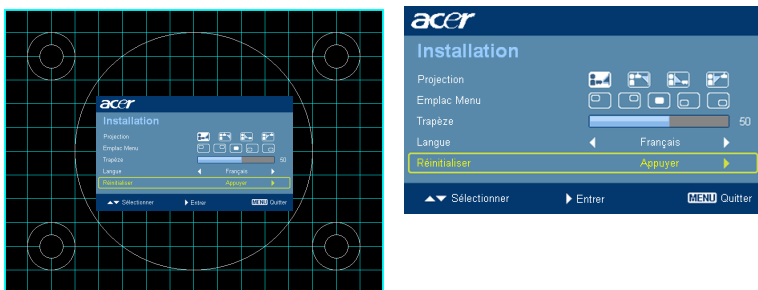 acer
Installation
Projection
Emplac Menu
Trapèze 50
Langue Français
Réinitialiser Appuyer
Sélectionner Entrer MENU Quitter
acer
Installation
Projection
Emplac Menu
Trapèze 50
Langue Français
Réinitialiser Appuyer
Sélectionner Entrer MENU Quitter